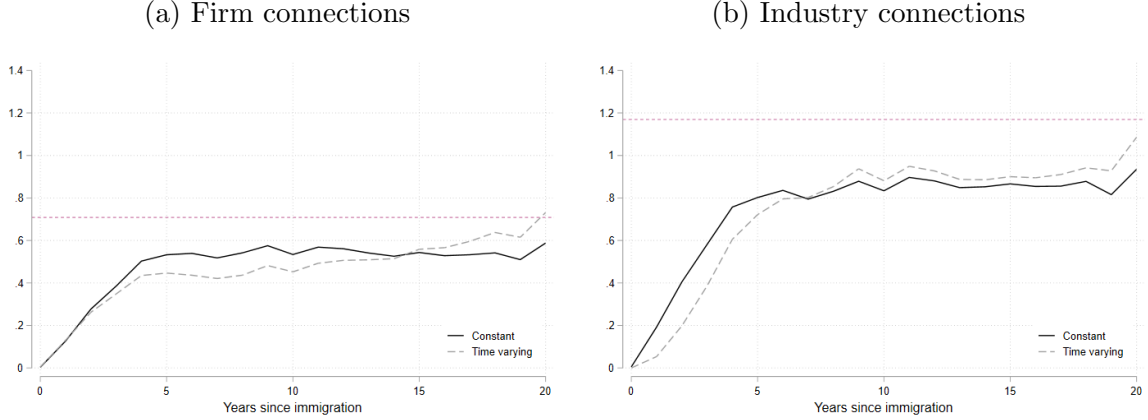 (a) Firm connections
1.4
1.2
1
.8
.6
.4
.2
0
0 5 10 15 20
Years since immigration
Constant
Time varying
(b) Industry connections
1.4
1.2
1
.8
.6
.4
.2
0
0 5 10 15 20
Years since immigration
Constant
Time varying